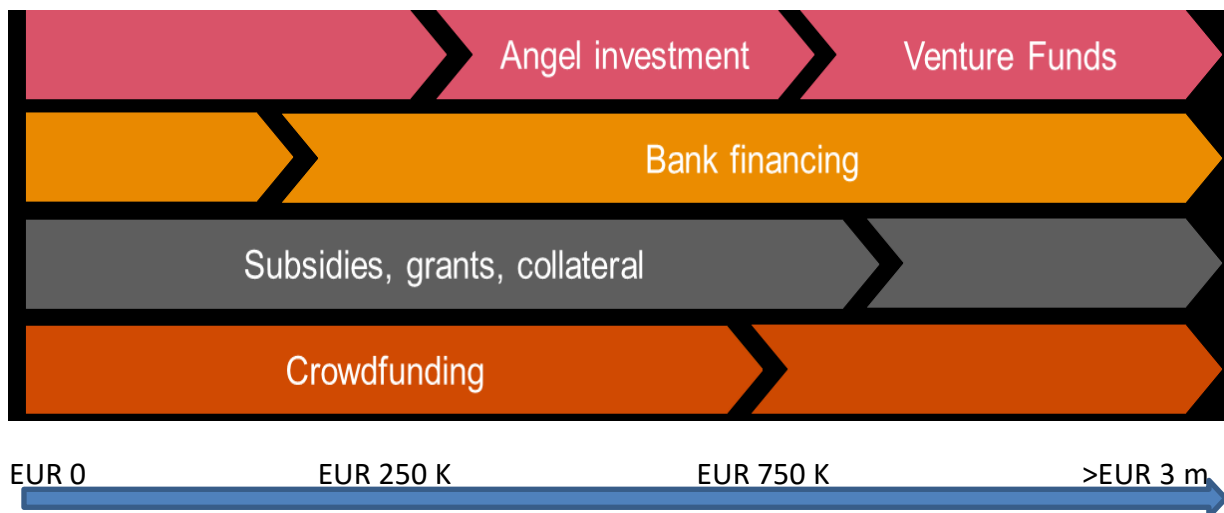 Angel investment Venture Funds
Bank financing
Subsidies, grants, collateral
Crowdfunding
EUR 0 EUR 250 K EUR 750 K >EUR 3 m